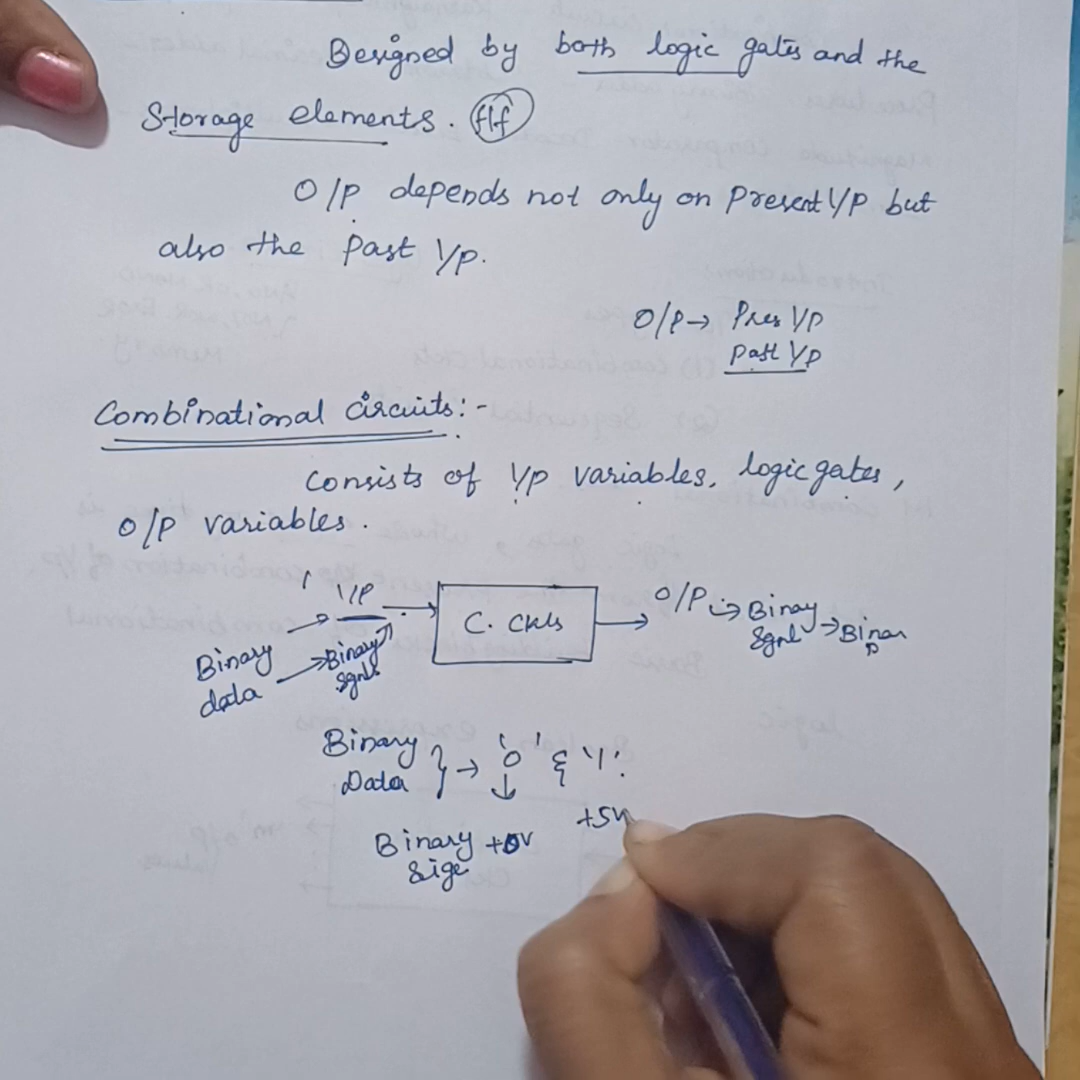 Designed by both logic gates and the
Storage elements. f/f
O/P depends not only on Present I/P but
also the Past I/P.
O/P → Pres I/P
Past I/P
Combinational Circuits:-
Consists of I/P variables, logic gates,
O/P variables.
I/P → C. Ckts → O/P → Binary Sgnl → Binary D
Binary data → Binary Sgnls
Binary Data } → '0' & '1'.
Binary +0V +5V